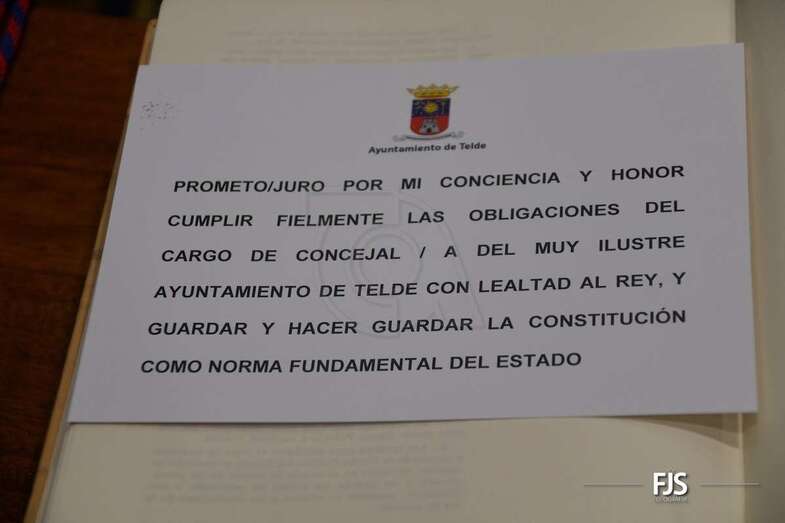 Ayuntamiento de Telde
PROMETO/JURO POR MI CONCIENCIA Y HONOR
CUMPLIR FIELMENTE LAS OBLIGACIONES DEL
CARGO DE CONCEJAL / A DEL MUY ILUSTRE
AYUNTAMIENTO DE TELDE CON LEALTAD AL REY, Y
GUARDAR Y HACER GUARDAR LA CONSTITUCIÓN
COMO NORMA FUNDAMENTAL DEL ESTADO
FJS